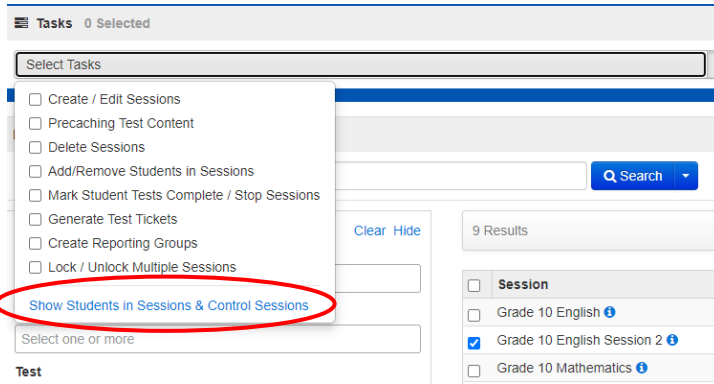 Tasks 0 Selected
Select Tasks
Create / Edit Sessions
Precaching Test Content
Delete Sessions
Add/Remove Students in Sessions
Mark Student Tests Complete / Stop Sessions
Generate Test Tickets
Create Reporting Groups
Lock / Unlock Multiple Sessions
Show Students in Sessions & Control Sessions
Search
Clear Hide
Select one or more
Test
9 Results
Session
Grade 10 English
Grade 10 English Session 2
Grade 10 Mathematics